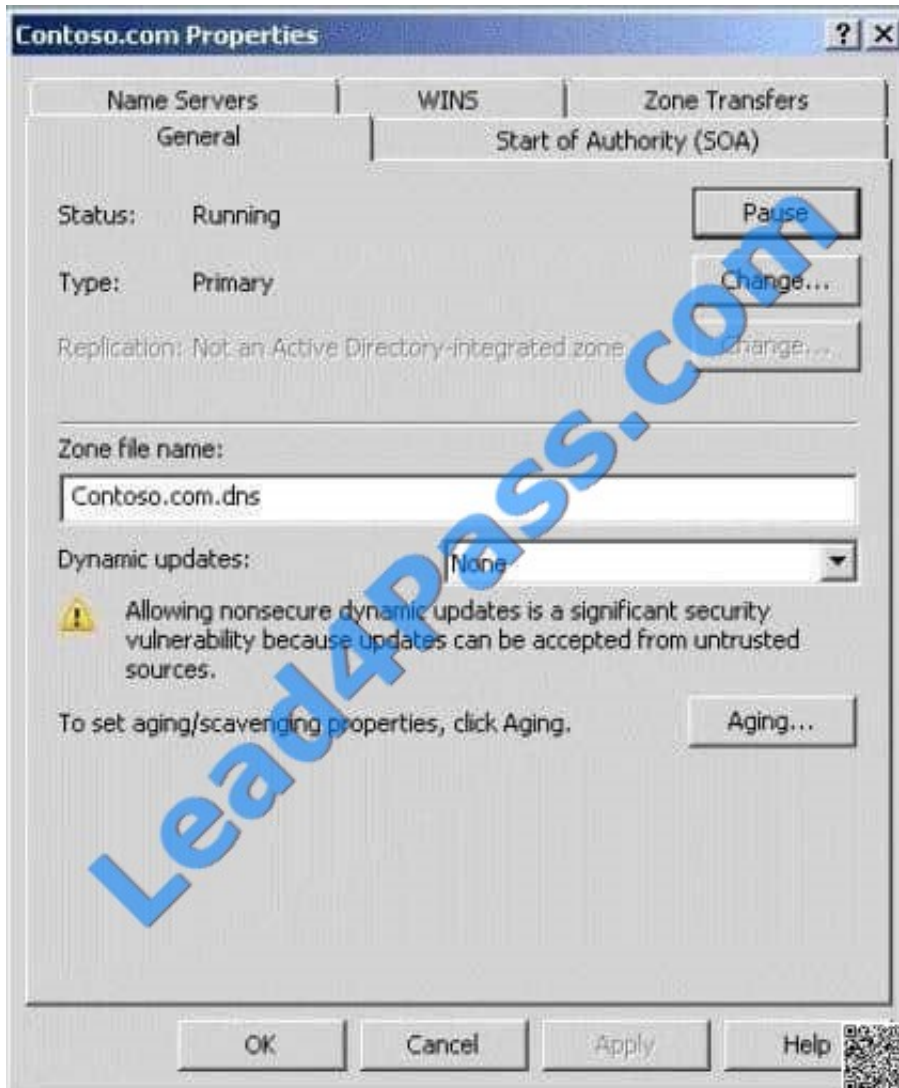 Contoso.com Properties
Name Servers
WINS
Zone Transfers
General
Start of Authority (SOA)
Status: Running
Pause
Type: Primary
Change...
Replication: Not an Active Directory-integrated zone
Change...
Zone file name:
Contoso.com.dns
Dynamic updates: None
Allowing nonsecure dynamic updates is a significant security
vulnerability because updates can be accepted from untrusted
sources.
To set aging/scavenging properties, click Aging.
Aging...
OK
Cancel
Apply
Help
Lead4Pass.com